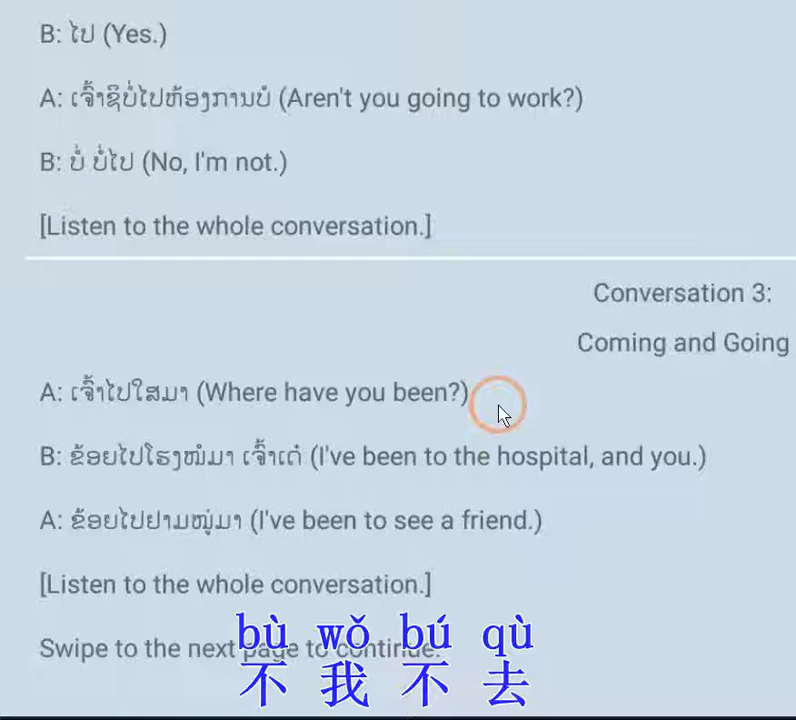 B: ໄປ (Yes.)
A: ເຈົ້າຊິບໍ່ໄປຫ້ອງການບໍ (Aren't you going to work?)
B: ບໍ່ ບໍ່ໄປ (No, I'm not.)
[Listen to the whole conversation.]
Conversation 3:
Coming and Going
A: ເຈົ້າໄປໃສມາ (Where have you been?)
B: ຂ້ອຍໄປໂຮງໝໍມາ ເຈົ້າເດ໋ (I've been to the hospital, and you.)
A: ຂ້ອຍໄປຢາມໝູ່ມາ (I've been to see a friend.)
[Listen to the whole conversation.]
Swipe to the next page to continue.
bù wǒ bú qù
不 我 不 去